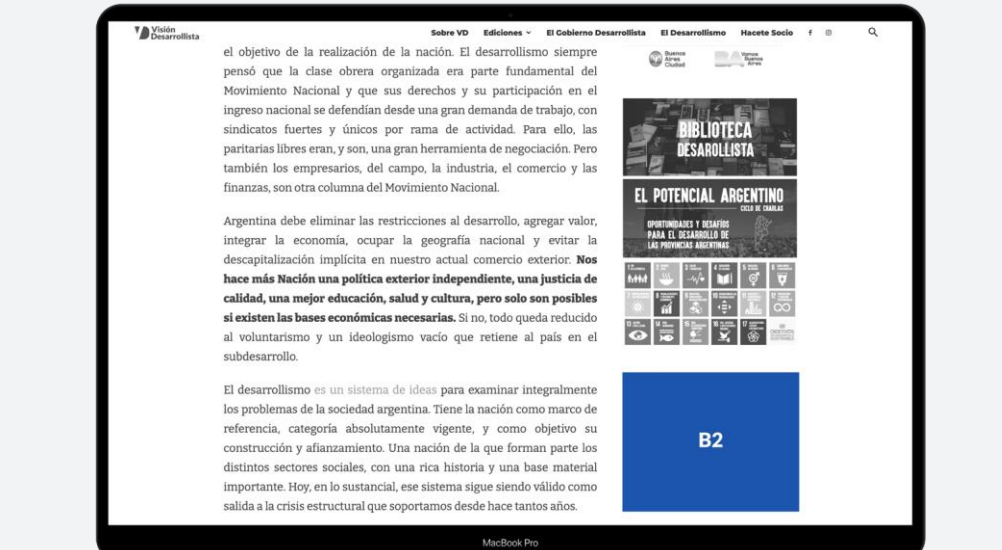 Visión
Desarrollista
Sobre VD Ediciones El Gobierno Desarrollista El Desarrollismo Hacete Socio
el objetivo de la realización de la nación. El desarrollismo siempre
pensó que la clase obrera organizada era parte fundamental del
Movimiento Nacional y que sus derechos y su participación en el
ingreso nacional se defendían desde una gran demanda de trabajo, con
sindicatos fuertes y únicos por rama de actividad. Para ello, las
paritarias libres eran, y son, una gran herramienta de negociación. Pero
también los empresarios, del campo, la industria, el comercio y las
finanzas, son otra columna del Movimiento Nacional.
Argentina debe eliminar las restricciones al desarrollo, agregar valor,
integrar la economía, ocupar la geografía nacional y evitar la
descapitalización implícita en nuestro actual comercio exterior. Nos
hace más Nación una política exterior independiente, una justicia de
calidad, una mejor educación, salud y cultura, pero solo son posibles
si existen las bases económicas necesarias. Si no, todo queda reducido
al voluntarismo y un ideologismo vacío que retiene al país en el
subdesarrollo.
El desarrollismo es un sistema de ideas para examinar integralmente
los problemas de la sociedad argentina. Tiene la nación como marco de
referencia, categoría absolutamente vigente, y como objetivo su
construcción y afianzamiento. Una nación de la que forman parte los
distintos sectores sociales, con una rica historia y una base material
importante. Hoy, en lo sustancial, ese sistema sigue siendo válido como
salida a la crisis estructural que soportamos desde hace tantos años.
Buenos
Aires
Ciudad
BA
Vamos
Buenos
Aires
BIBLIOTECA
DESAROLLISTA
EL POTENCIAL ARGENTINO
CICLO DE CHARLAS
OPORTUNIDADES Y DESAFÍOS
PARA EL DESARROLLO DE
LAS PROVINCIAS ARGENTINAS
B2
MacBook Pro